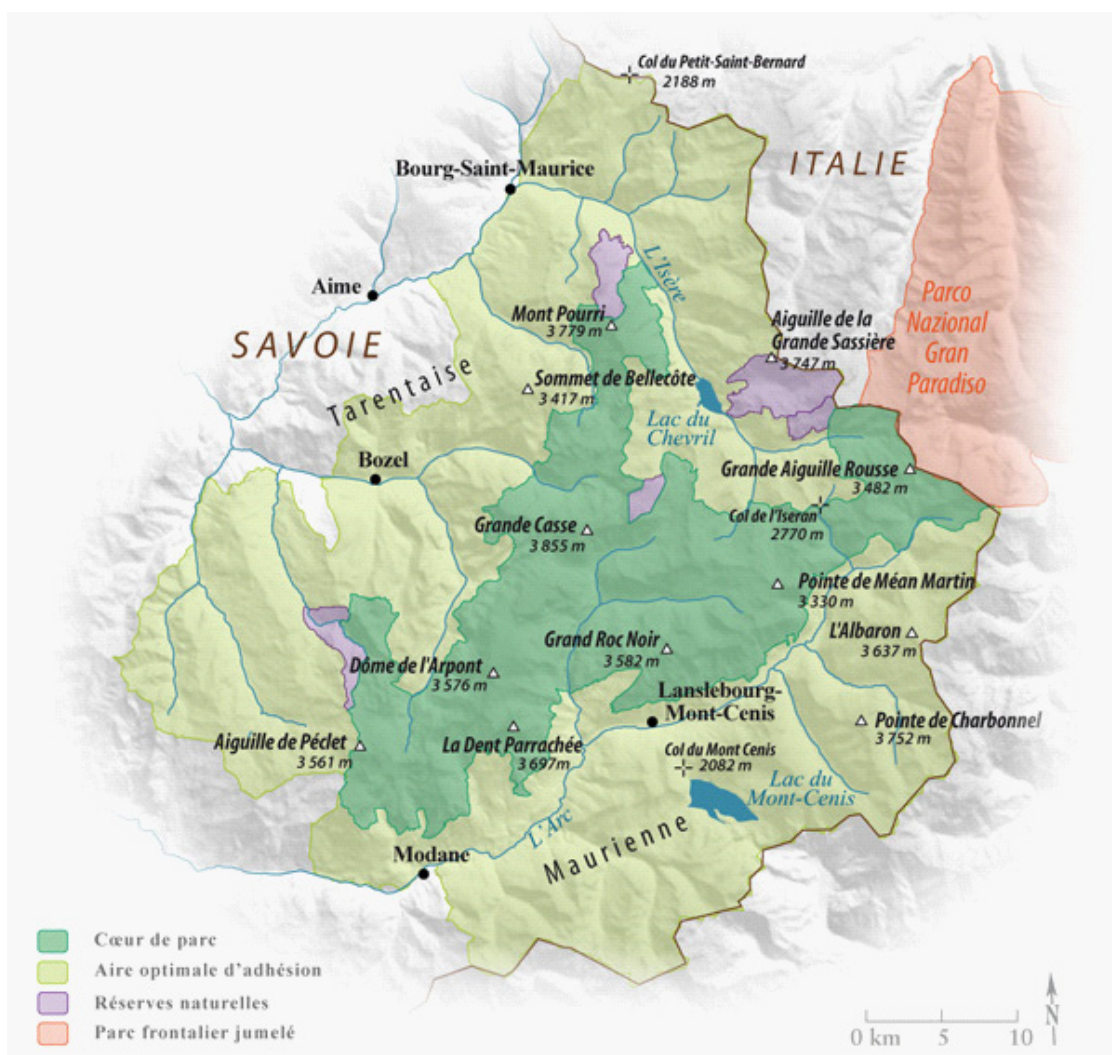 Col du Petit-Saint-Bernard
2188 m
Bourg-Saint-Maurice
ITALIE
L'Isère
Aime
Mont Pourri
3 779 m
Parco
Nazional
Gran
Paradiso
Aiguille de la
Grande Sassière
3 747 m
SAVOIE
Tarentaise
Sommet de Bellecôte
3 417 m
Lac du
Chevril
Bozel
Grande Aiguille Rousse
3 482 m
Grande Casse
3 855 m
Col de l'Iseran
2770 m
Pointe de Méan Martin
3 330 m
L'Albaron
3 637 m
Grand Roc Noir
3 582 m
Dôme de l'Arpont
3 576 m
Lanslebourg-
Mont-Cenis
Pointe de Charbonnel
3 752 m
Aiguille de Péclet
3 561 m
La Dent Parrachée
3 697m
Col du Mont Cenis
2082 m
Lac du
Mont-Cenis
L'Arc
Maurienne
Modane
Cœur de parc
Aire optimale d'adhésion
Réserves naturelles
Parc frontalier jumelé
N
0 km 5 10